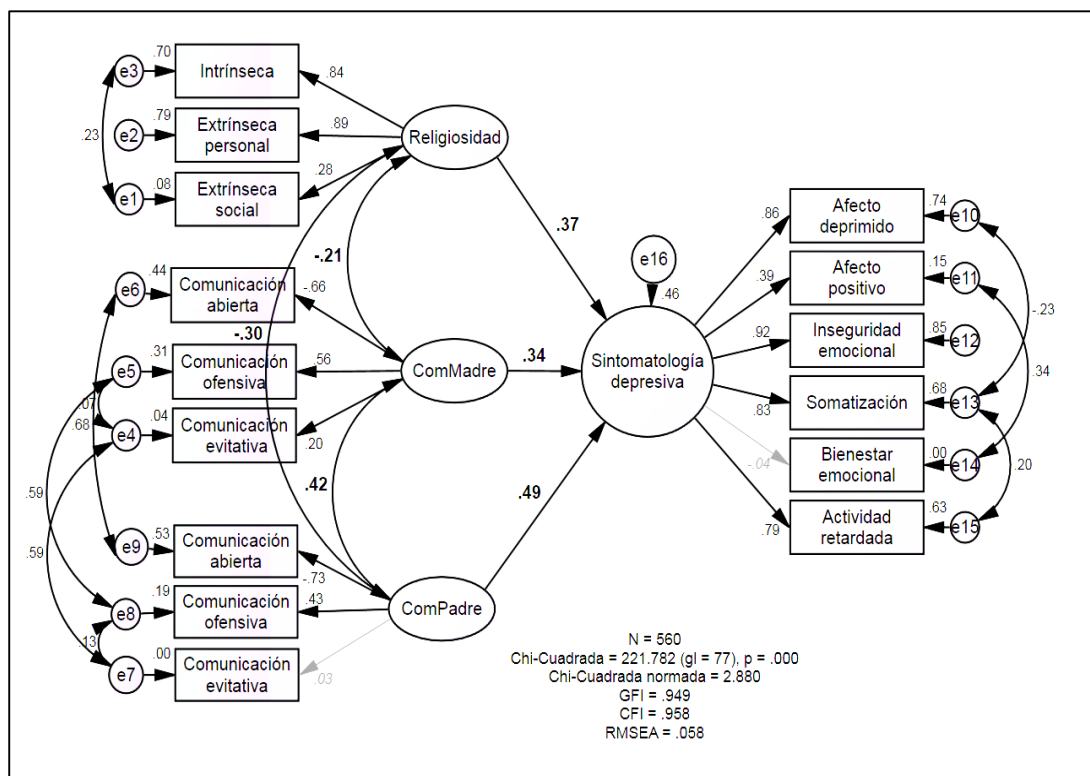 e3
.70
Intrínseca
.84
e2
.79
Extrínseca
personal
.89
.23
e1
.08
Extrínseca
social
.28
Religiosidad
.37
-.21
-.30
e6
.44
Comunicación
abierta
-.66
e5
.31
Comunicación
ofensiva
.56
.07
.68
e4
.04
Comunicación
evitativa
.20
ComMadre
.34
.42
.59
.59
e9
.53
Comunicación
abierta
-.73
e8
.19
Comunicación
ofensiva
.43
.13
e7
.00
Comunicación
evitativa
.03
ComPadre
.49
e16
.46
Sintomatología
depresiva
.86
Afecto
deprimido
.74
e10
.39
Afecto
positivo
.15
e11
-.23
.92
Inseguridad
emocional
.85
e12
.34
.83
Somatización
.68
e13
-.04
Bienestar
emocional
.00
e14
.20
.79
Actividad
retardada
.63
e15
N = 560
Chi-Cuadrada = 221.782 (gl = 77), p = .000
Chi-Cuadrada normada = 2.880
GFI = .949
CFI = .958
RMSEA = .058